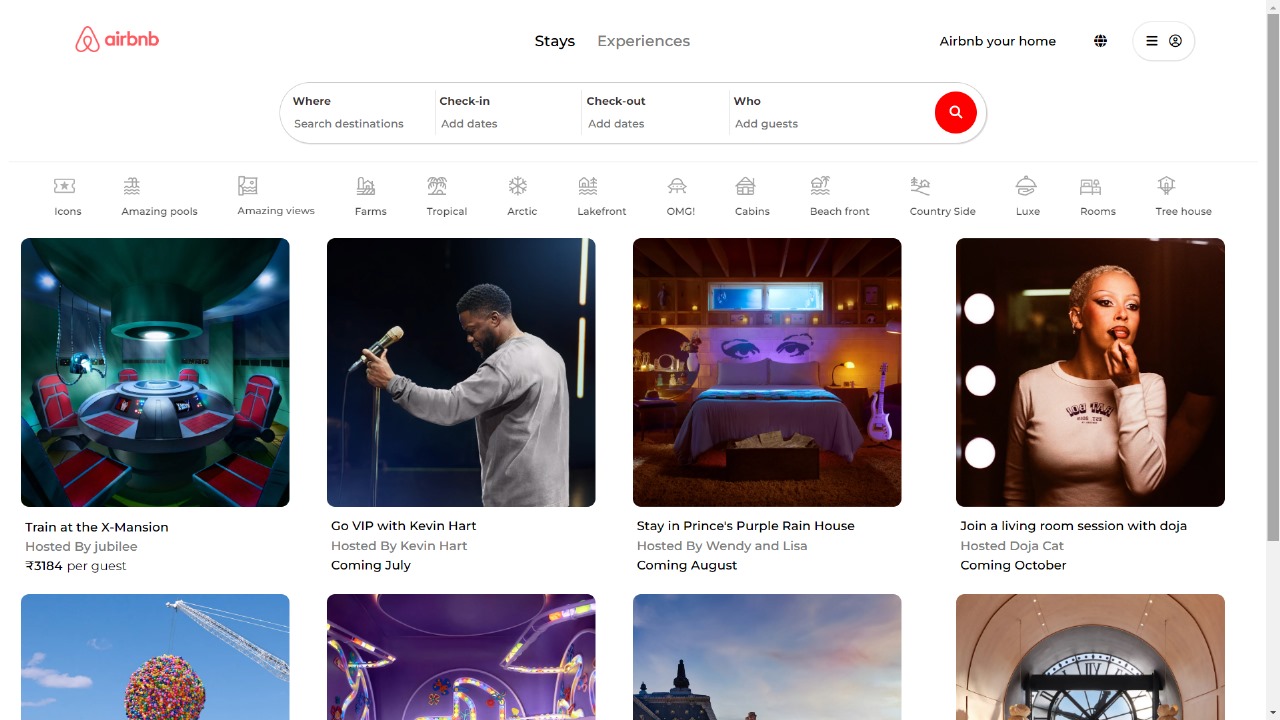 airbnb
Stays Experiences
Airbnb your home
Where Check-in Check-out Who
Search destinations Add dates Add dates Add guests
Icons Amazing pools Amazing views Farms Tropical Arctic Lakefront OMG! Cabins Beach front Country Side Luxe Rooms Tree house
Train at the X-Mansion
Hosted By jubilee
₹3184 per guest
Go VIP with Kevin Hart
Hosted By Kevin Hart
Coming July
Stay in Prince's Purple Rain House
Hosted By Wendy and Lisa
Coming August
Join a living room session with doja
Hosted Doja Cat
Coming October